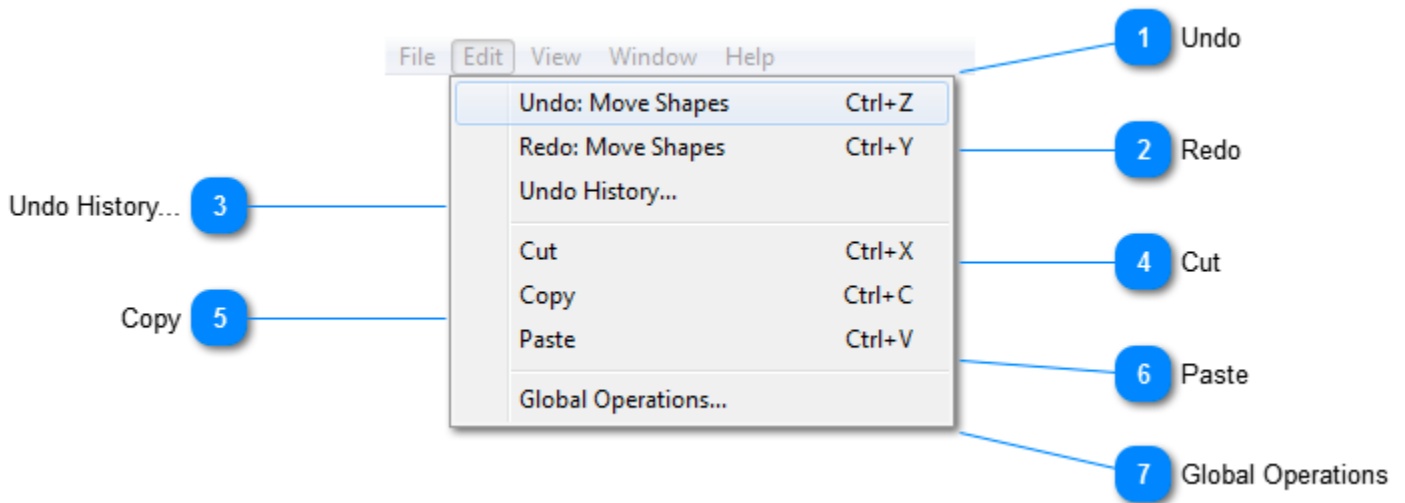 1 Undo
File Edit View Window Help
Undo: Move Shapes Ctrl+Z
Redo: Move Shapes Ctrl+Y
2 Redo
Undo History...
Undo History... 3
Cut Ctrl+X
4 Cut
Copy Ctrl+C
Copy 5
Paste Ctrl+V
6 Paste
Global Operations...
7 Global Operations